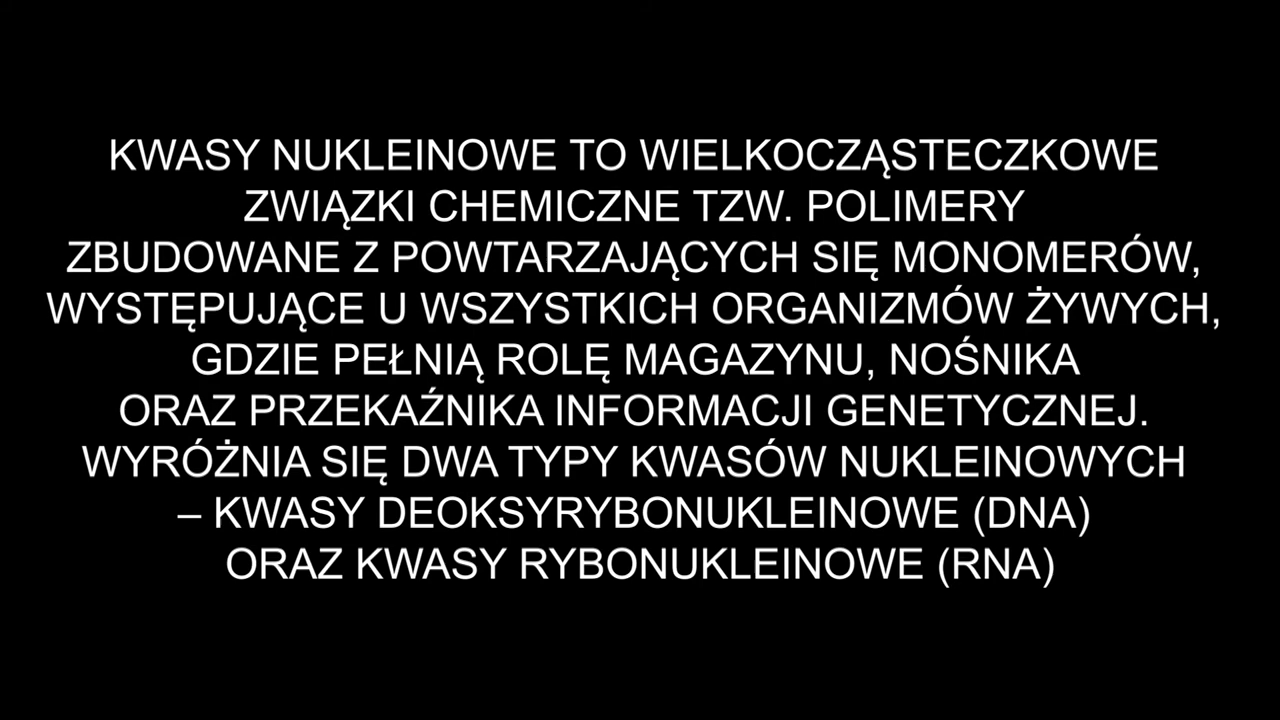 KWASY NUKLEINOWE TO WIELKOCZĄSTECZKOWE
ZWIĄZKI CHEMICZNE TZW. POLIMERY
ZBUDOWANE Z POWTARZAJĄCYCH SIĘ MONOMERÓW,
WYSTĘPUJĄCE U WSZYSTKICH ORGANIZMÓW ŻYWYCH,
GDZIE PEŁNIĄ ROLĘ MAGAZYNU, NOŚNIKA
ORAZ PRZEKAŹNIKA INFORMACJI GENETYCZNEJ.
WYRÓŻNIA SIĘ DWA TYPY KWASÓW NUKLEINOWYCH
– KWASY DEOKSYRYBONUKLEINOWE (DNA)
ORAZ KWASY RYBONUKLEINOWE (RNA)